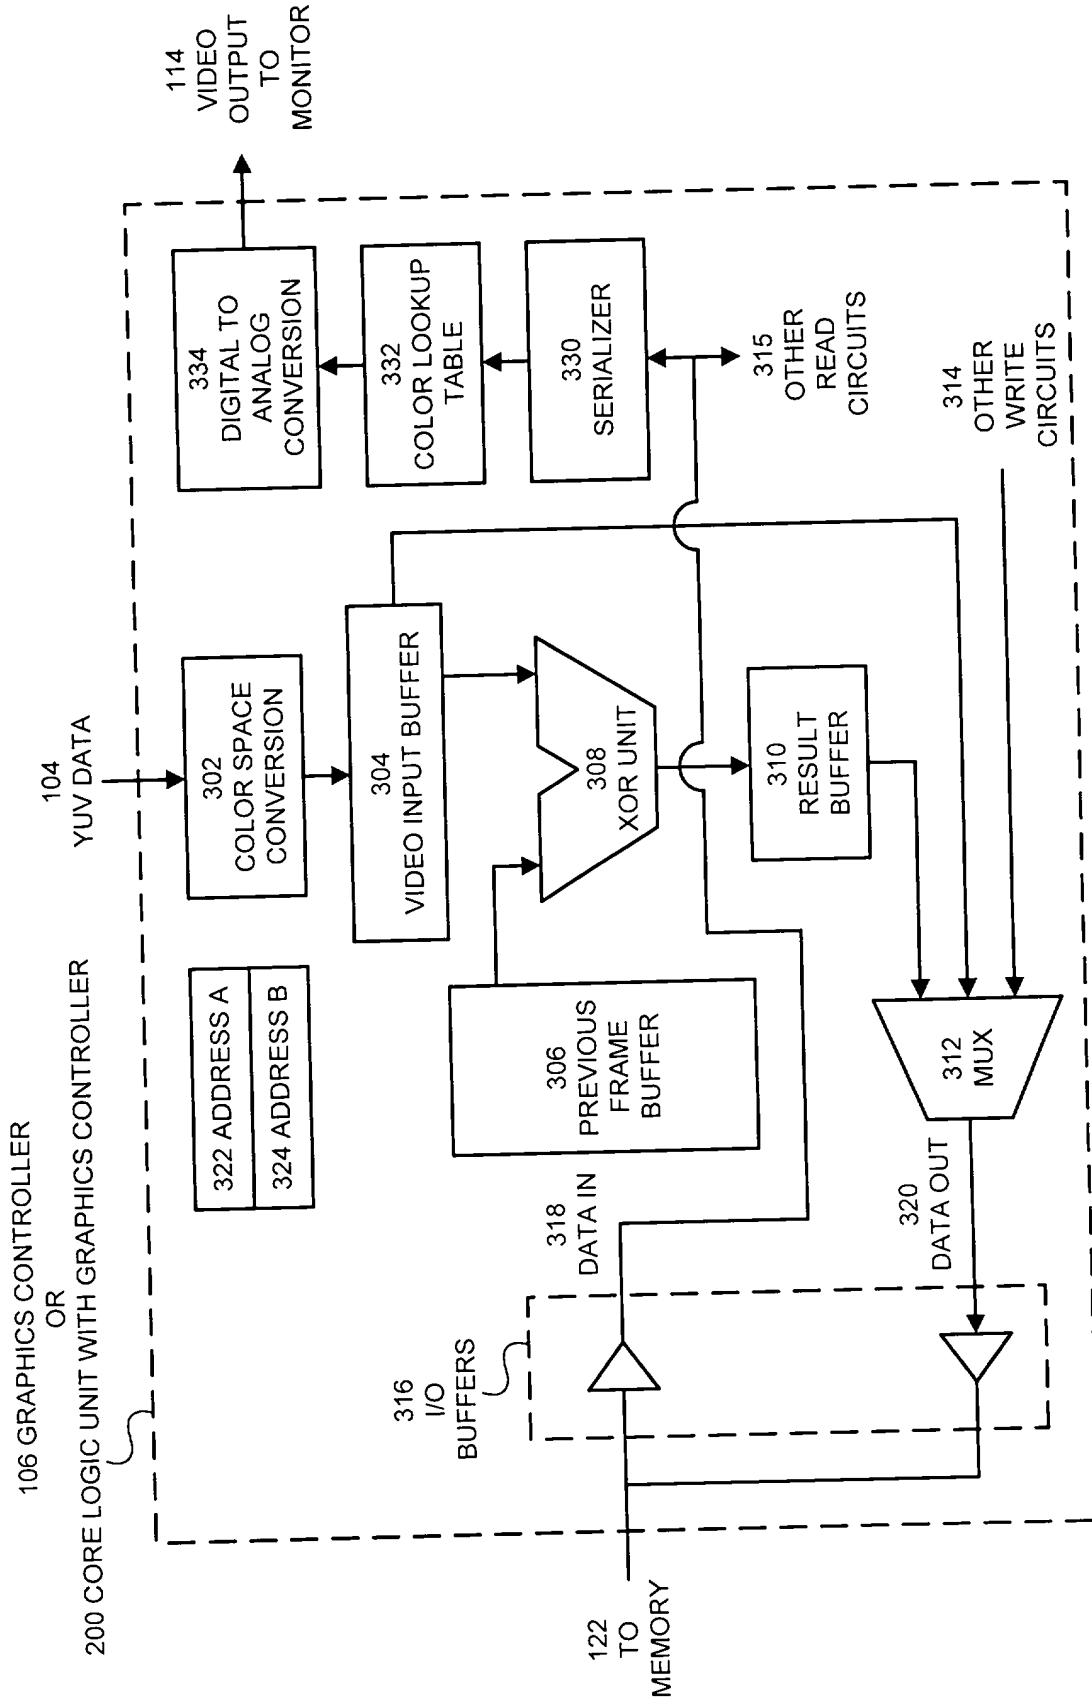 106 GRAPHICS CONTROLLER
OR
200 CORE LOGIC UNIT WITH GRAPHICS CONTROLLER
104
YUV DATA
114
VIDEO
OUTPUT
TO
MONITOR
322 ADDRESS A
324 ADDRESS B
302
COLOR SPACE
CONVERSION
334
DIGITAL TO
ANALOG
CONVERSION
304
VIDEO INPUT BUFFER
332
COLOR LOOKUP
TABLE
316
I/O
BUFFERS
318
DATA IN
306
PREVIOUS
FRAME
BUFFER
308
XOR UNIT
330
SERIALIZER
122
TO
MEMORY
310
RESULT
BUFFER
315
OTHER
READ
CIRCUITS
320
DATA OUT
312
MUX
314
OTHER
WRITE
CIRCUITS